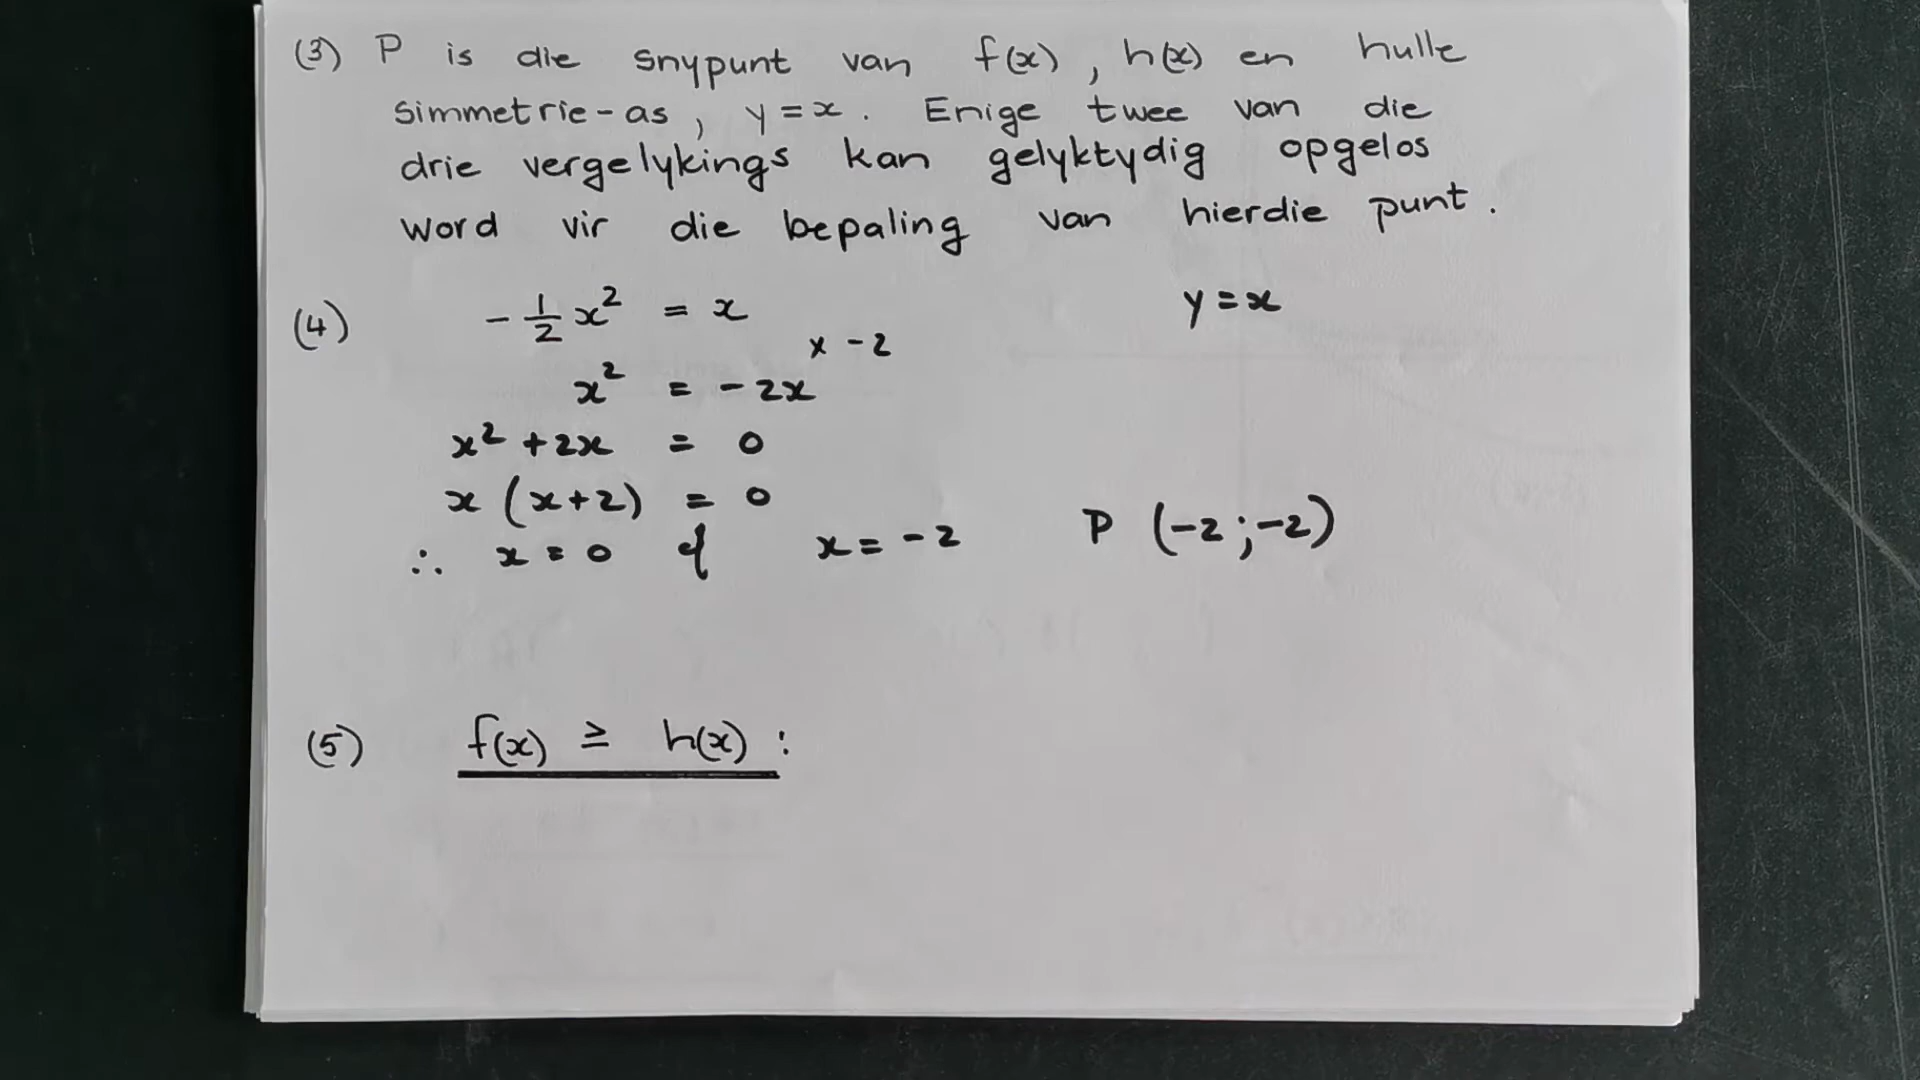 (3) P is die snypunt van f(x), h(x) en hulle
simmetrie-as, y = x. Enige twee van die
drie vergelykings kan gelyktydig opgelos
word vir die bepaling van hierdie punt.
(4) -½x² = x y = x
x -2
x² = -2x
x² + 2x = 0
x (x+2) = 0
∴ x = 0 of x = -2 P (-2 ; -2)
(5) f(x) ≥ h(x) :